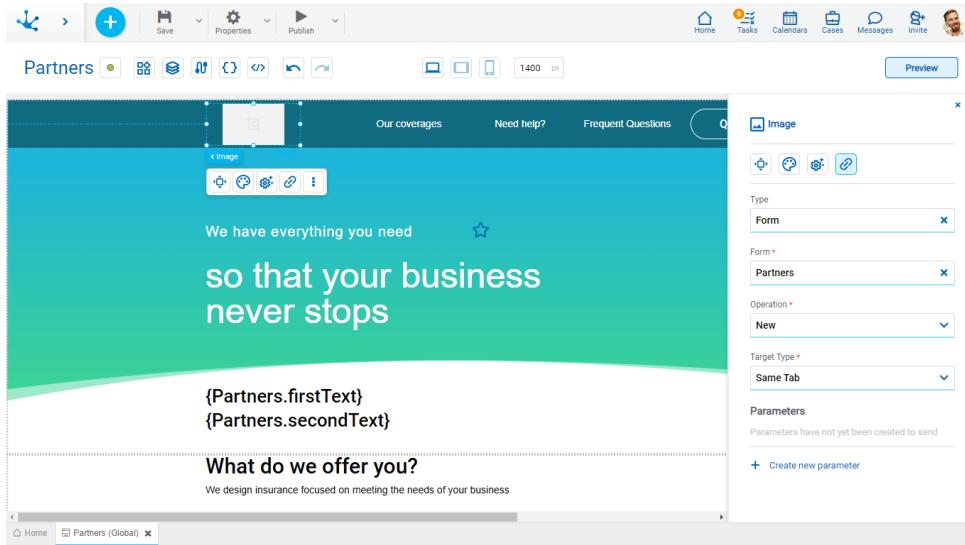 Save
Properties
Publish
Home
9
Tasks
Calendars
Cases
Messages
Invite
Partners
1400 px
Preview
Our coverages
Need help?
Frequent Questions
Q
Image
We have everything you need
so that your business
never stops
{Partners.firstText}
{Partners.secondText}
What do we offer you?
We design insurance focused on meeting the needs of your business
Image
Type
Form
Form *
Partners
Operation *
New
Target Type *
Same Tab
Parameters
Parameters have not yet been created to send
+ Create new parameter
Home
Partners (Global)